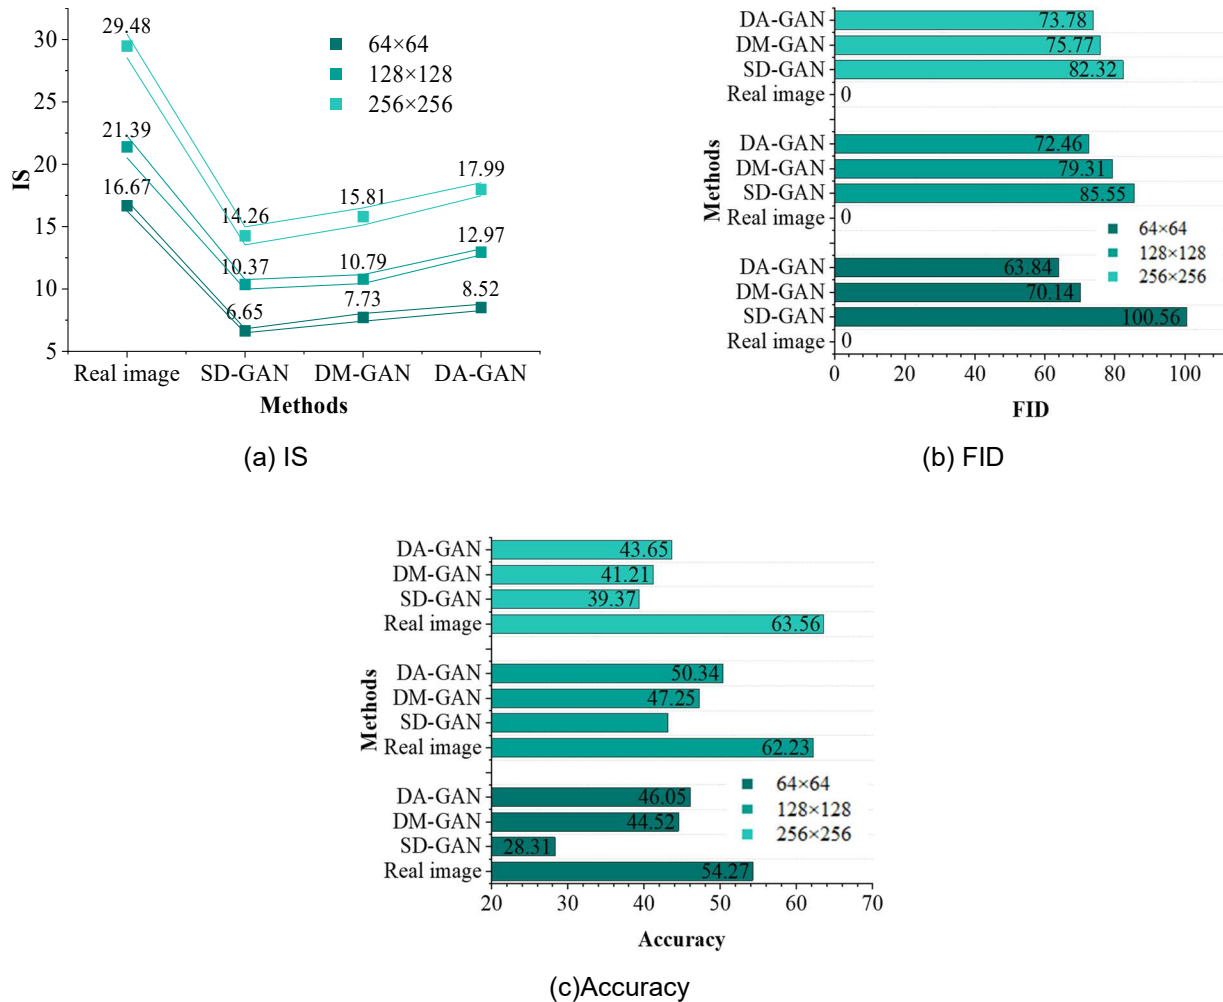 IS
30
25
20
15
10
5
29.48
21.39
16.67
14.26
10.37
6.65
15.81
10.79
7.73
17.99
12.97
8.52
64×64
128×128
256×256
Real image SD-GAN DM-GAN DA-GAN
Methods
(a) IS
Methods
DA-GAN 73.78
DM-GAN 75.77
SD-GAN 82.32
Real image 0
DA-GAN 72.46
DM-GAN 79.31
SD-GAN 85.55
Real image 0
DA-GAN 63.84
DM-GAN 70.14
SD-GAN 100.56
Real image 0
64×64
128×128
256×256
0 20 40 60 80 100
FID
(b) FID
Methods
DA-GAN 43.65
DM-GAN 41.21
SD-GAN 39.37
Real image 63.56
DA-GAN 50.34
DM-GAN 47.25
SD-GAN
Real image 62.23
DA-GAN 46.05
DM-GAN 44.52
SD-GAN 28.31
Real image 54.27
64×64
128×128
256×256
20 30 40 50 60 70
Accuracy
(c)Accuracy